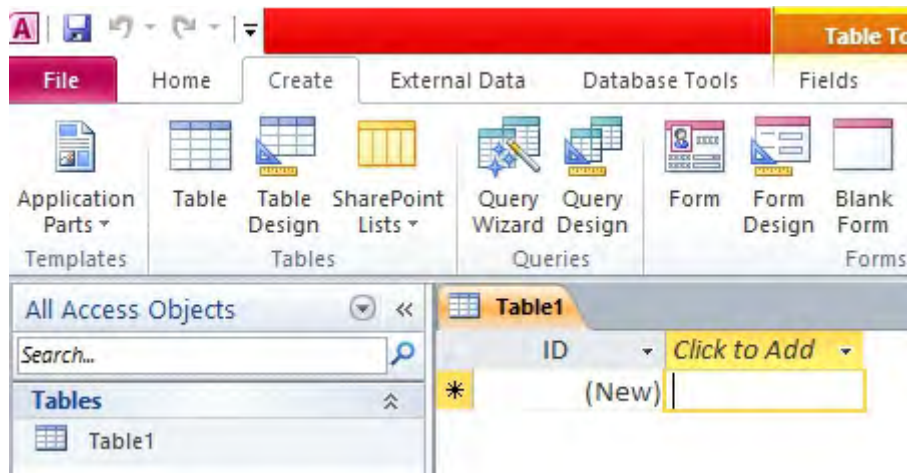 A
Table To
File Home Create External Data Database Tools Fields
Application Parts Table Table Design SharePoint Lists Query Wizard Query Design Form Form Design Blank Form
Templates Tables Queries Forms
All Access Objects
Search...
Tables
Table1
Table1
ID Click to Add
* (New)